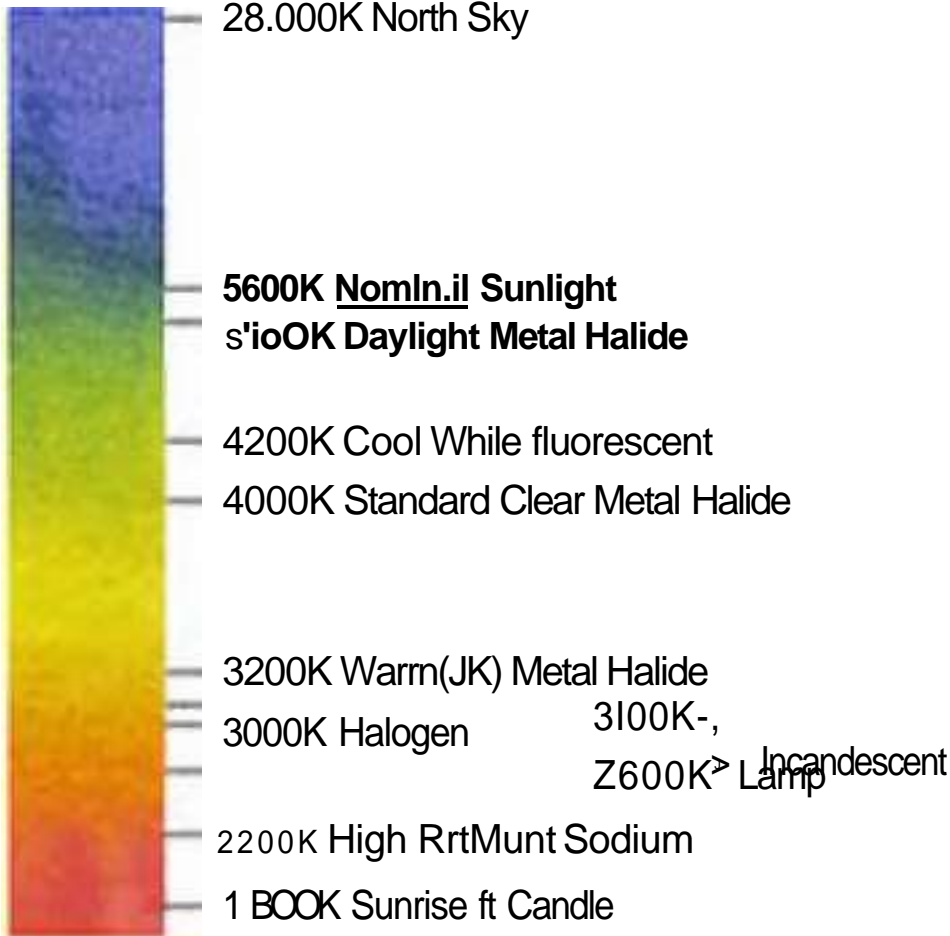 28.000K North Sky
5600K NomIn.il Sunlight
s'ioOK Daylight Metal Halide
4200K Cool While fluorescent
4000K Standard Clear Metal Halide
3200K Warrn(JK) Metal Halide
3000K Halogen
3I00K-,
Z600K> Lamp
Incandescent
2200K High RrtMunt Sodium
1 BOOK Sunrise ft Candle